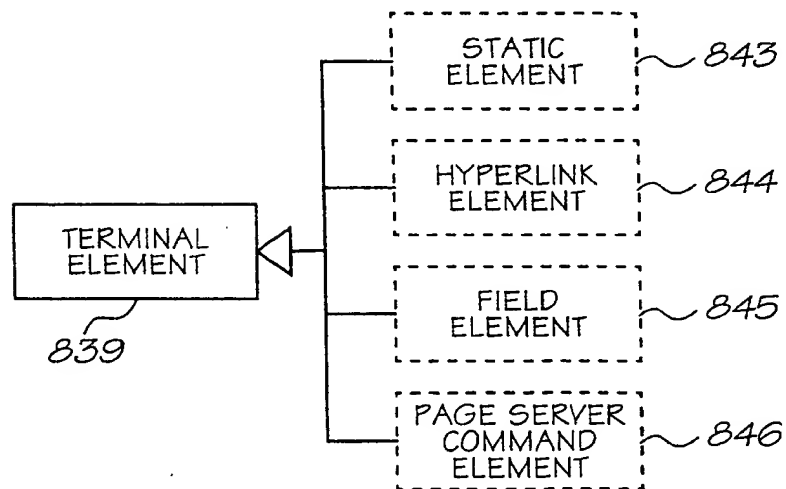 STATIC
ELEMENT
843
HYPERLINK
ELEMENT
844
TERMINAL
ELEMENT
839
FIELD
ELEMENT
845
PAGE SERVER
COMMAND
ELEMENT
846